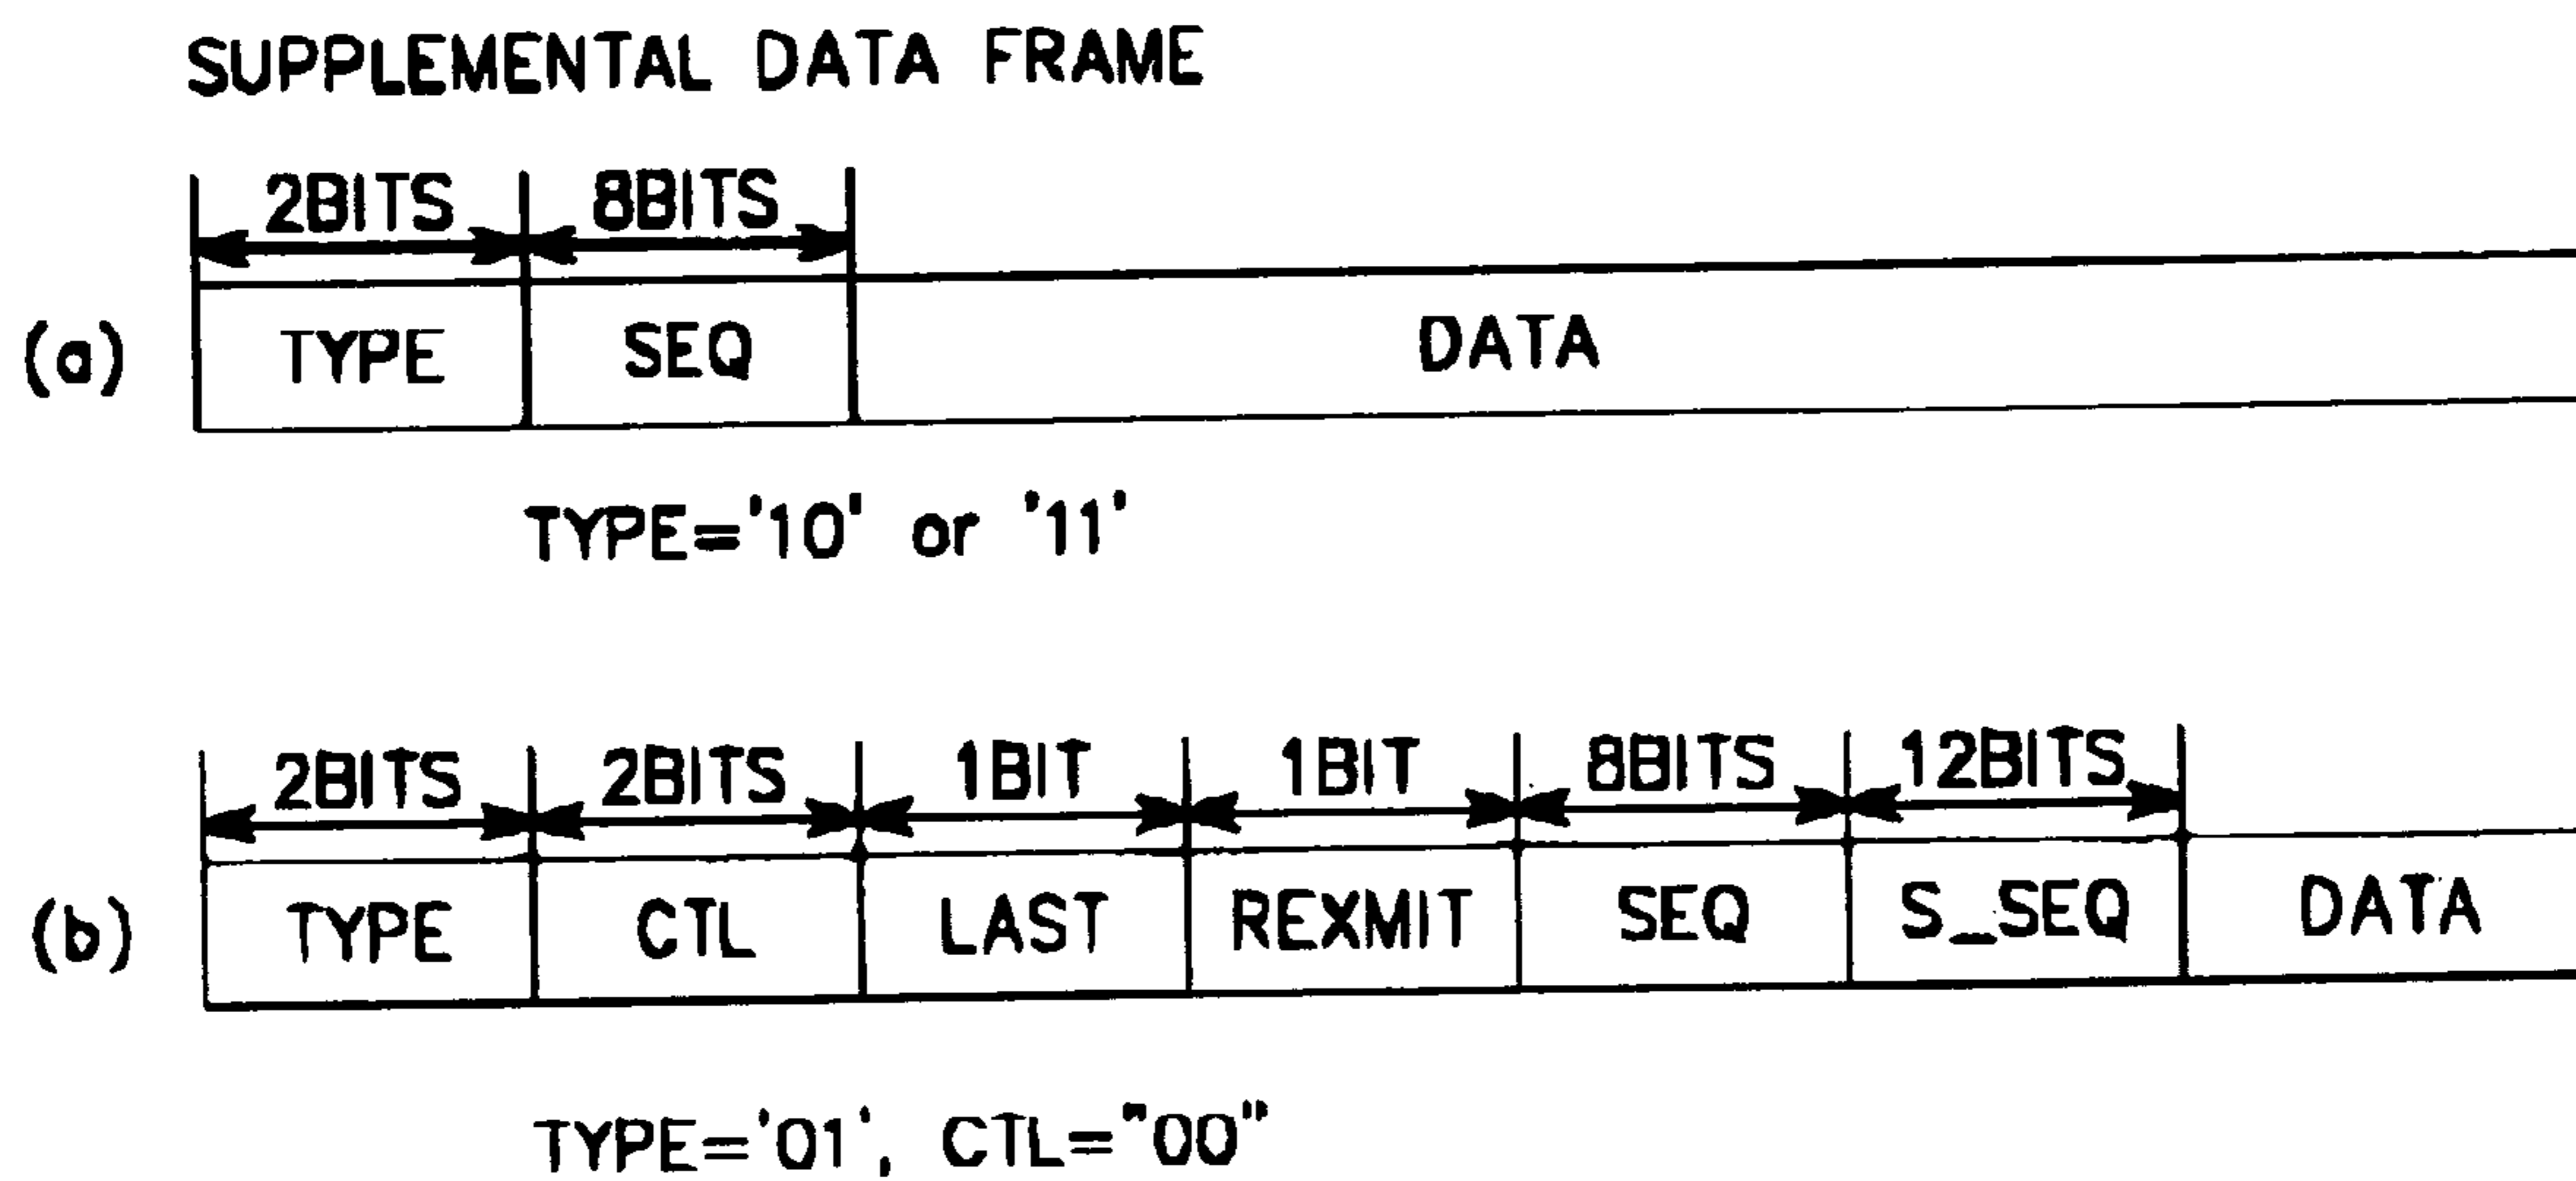 SUPPLEMENTAL DATA FRAME
2BITS 8BITS
(a) TYPE SEQ DATA
TYPE='10' or '11'
2BITS 2BITS 1BIT 1BIT 8BITS 12BITS
(b) TYPE CTL LAST REXMIT SEQ S_SEQ DATA
TYPE='01', CTL="00"